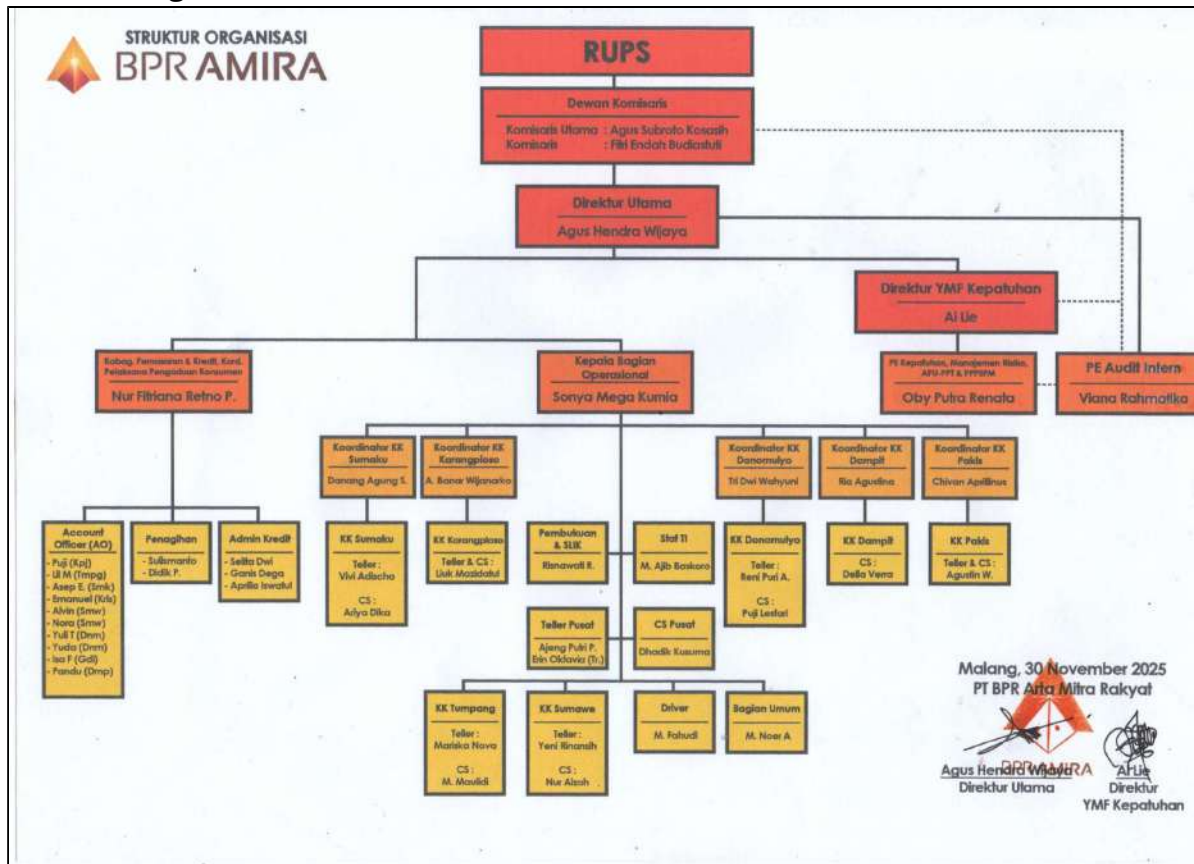 STRUKTUR ORGANISASI
BPR AMIRA
RUPS
Dewan Komisaris
Komisaris Utama : Agus Subroto Kosasih
Komisaris : Fitri Endah Budiastuti
Direktur Utama
Agus Hendra Wijaya
Direktur YMF Kepatuhan
Ai Lie
Kabag. Pemasaran & Kredit, Kord.
Pelaksana Pengaduan Konsumen
Nur Fitriana Retno P.
Kepala Bagian
Operasional
Sonya Mega Kurnia
PE Kepatuhan, Manajemen Risiko,
APU-PPT & PPPSPM
Oby Putra Renata
PE Audit Intern
Viana Rahmatika
Koordinator KK
Sumaku
Danang Agung S.
Koordinator KK
Karangploso
A. Banar Wijanarko
Koordinator KK
Donomulyo
Tri Dwi Wahyuni
Koordinator KK
Dampit
Ria Agustina
Koordinator KK
Pakis
Chivan Aprillinus
Account
Officer (AO)
- Puji (Kpj)
- Lil M (Tmpg)
- Asep E. (Smk)
- Emanuel (Krls)
- Alvin (Smw)
- Nora (Smw)
- Yuli T (Dnm)
- Yuda (Dnm)
- Isa F (Gdl)
- Pandu (Dmp)
Penagihan
- Sulismanto
- Didik P.
Admin Kredit
- Selita Dwi
- Ganis Dega
- Aprilia Iswatul
KK Sumaku
Teller :
Vivi Adischa
CS :
Ariya Dika
KK Karangploso
Teller & CS :
Liuk Mazidatul
Pembukuan
& SLIK
Risnawati R.
Staf TI
M. Ajib Baskoro
KK Donomulyo
Teller :
Reni Puri A.
CS :
Puji Lestari
KK Dampit
CS :
Della Verra
KK Pakis
Teller & CS :
Agustin W.
Teller Pusat
Ajeng Putri P.
Erin Oktavia (Tr.)
CS Pusat
Dhadik Kusuma
KK Tumpang
Teller :
Mariska Nova
CS :
M. Maulidi
KK Sumawe
Teller :
Yeni Rinansih
CS :
Nur Aizah
Driver
M. Fahudi
Bagian Umum
M. Noer A
Malang, 30 November 2025
PT BPR Arta Mitra Rakyat
BPR AMIRA
Agus Hendra Wijaya
Direktur Utama
Ai Lie
Direktur
YMF Kepatuhan